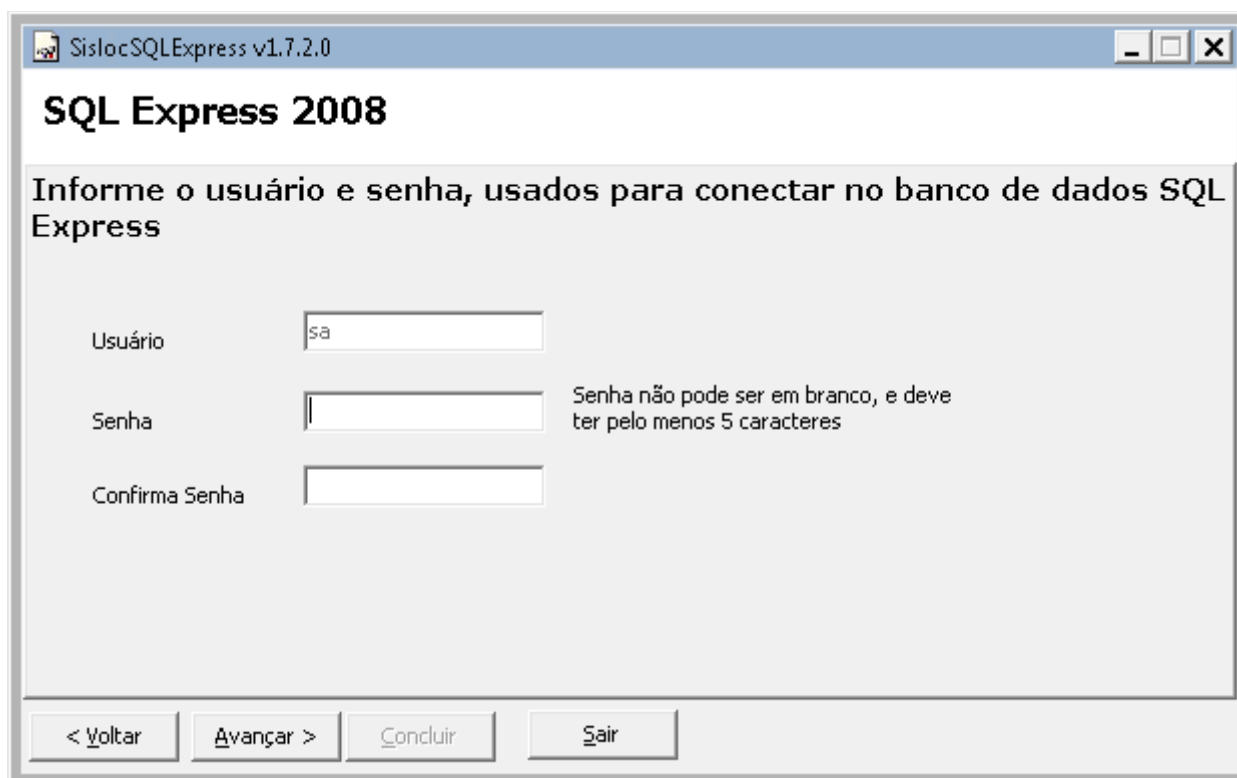 SislocSQLExpress v1.7.2.0
SQL Express 2008
Informe o usuário e senha, usados para conectar no banco de dados SQL
Express
Usuário
sa
Senha
Senha não pode ser em branco, e deve
ter pelo menos 5 caracteres
Confirma Senha
< Voltar
Avançar >
Concluir
Sair